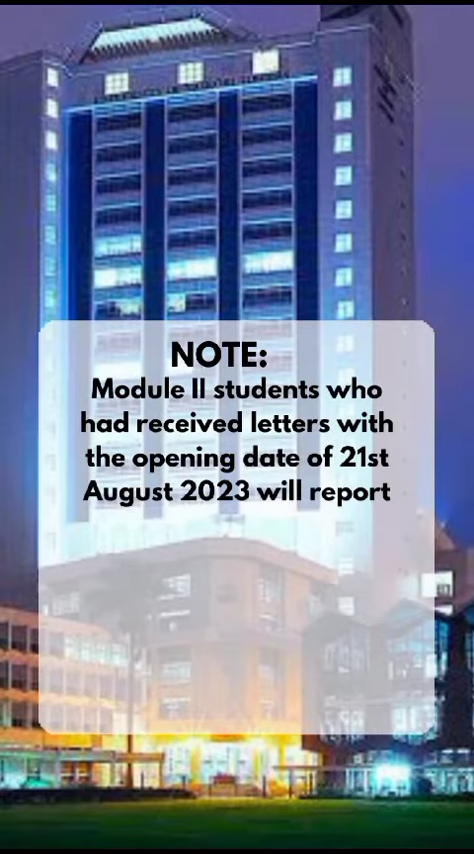 NOTE:
Module II students who
had received letters with
the opening date of 21st
August 2023 will report